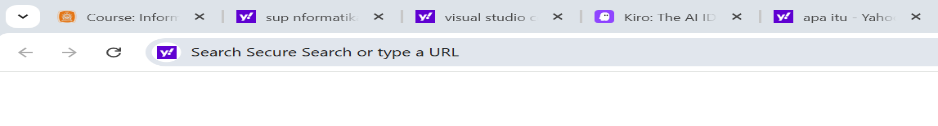 Course: Inform
sup nformatik
visual studio c
Kiro: The AI ID
apa itu - Yaho
Search Secure Search or type a URL